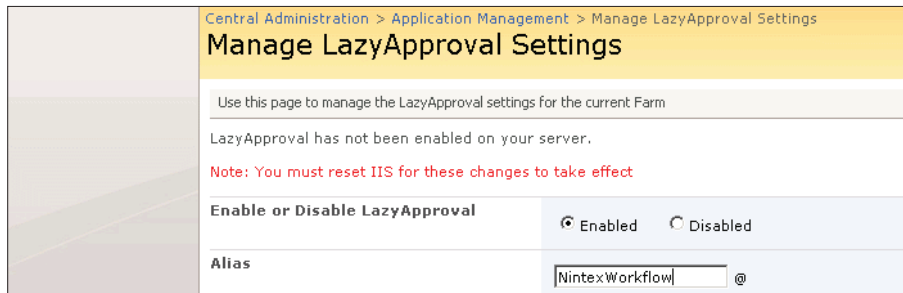 Central Administration > Application Management > Manage LazyApproval Settings
Manage LazyApproval Settings
Use this page to manage the LazyApproval settings for the current Farm
LazyApproval has not been enabled on your server.
Note: You must reset IIS for these changes to take effect
Enable or Disable LazyApproval
Enabled Disabled
Alias
NintexWorkflow @